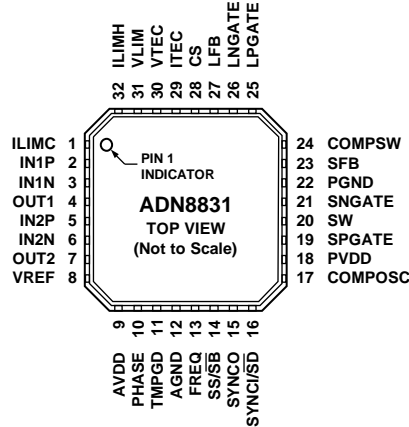 32 ILIMH
31 VLIM
30 VTEC
29 ITEC
28 CS
27 LFB
26 LNGATE
25 LPGATE
ILIMC 1
IN1P 2
IN1N 3
OUT1 4
IN2P 5
IN2N 6
OUT2 7
VREF 8
PIN 1
INDICATOR
ADN8831
TOP VIEW
(Not to Scale)
24 COMPSW
23 SFB
22 PGND
21 SNGATE
20 SW
19 SPGATE
18 PVDD
17 COMPOSC
AVDD 9
PHASE 10
TMPGD 11
AGND 12
FREQ 13
SS/S̅B̅ 14
SYNCO 15
SYNCI/S̅D̅ 16